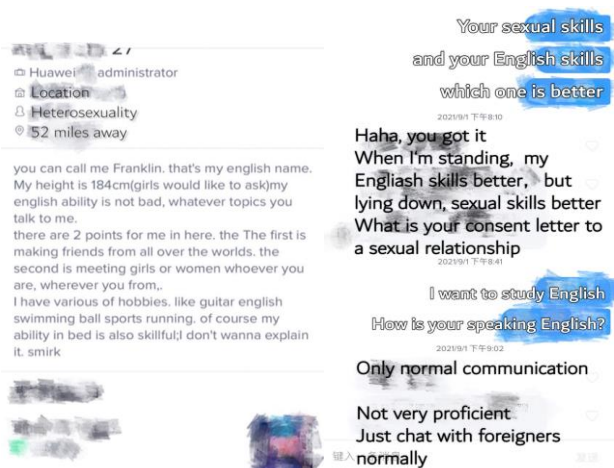 27
Huawei administrator
Location
Heterosexuality
52 miles away
you can call me Franklin. that's my english name.
My height is 184cm(girls would like to ask)my
english ability is not bad, whatever topics you
talk to me.
there are 2 points for me in here. the The first is
making friends from all over the worlds. the
second is meeting girls or women whoever you
are, wherever you from,.
I have various of hobbies. like guitar english
swimming ball sports running. of course my
ability in bed is also skillful;I don't wanna explain
it. smirk
Your sexual skills
and your English skills
which one is better
2021/9/1 下午8:10
Haha, you got it
When I'm standing, my
Engliash skills better, but
lying down, sexual skills better
What is your consent letter to
a sexual relationship
2021/9/1 下午8:41
I want to study English
How is your speaking English?
2021/9/1 下午9:02
Only normal communication
Not very proficient
Just chat with foreigners
normally
键入